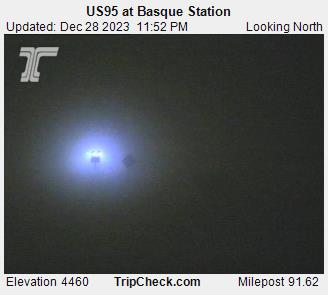 US95 at Basque Station
Updated: Dec 28 2023 11:52 PM Looking North
Elevation 4460 TripCheck.com Milepost 91.62